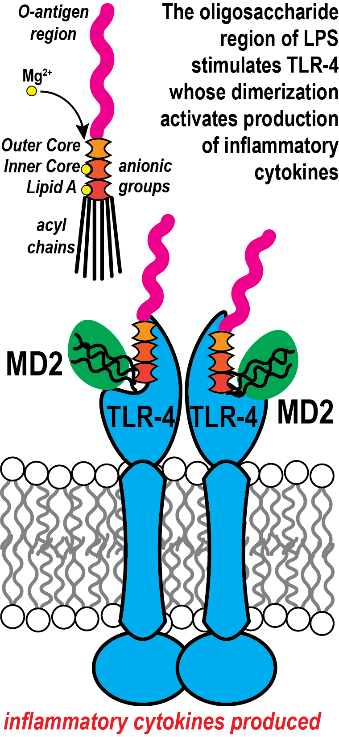 O-antigen
region
The oligosaccharide
region of LPS
stimulates TLR-4
whose dimerization
activates production
of inflammatory
cytokines
Mg2+
Outer Core
Inner Core
Lipid A
anionic
groups
acyl
chains
MD2
TLR-4
TLR-4
MD2
inflammatory cytokines produced